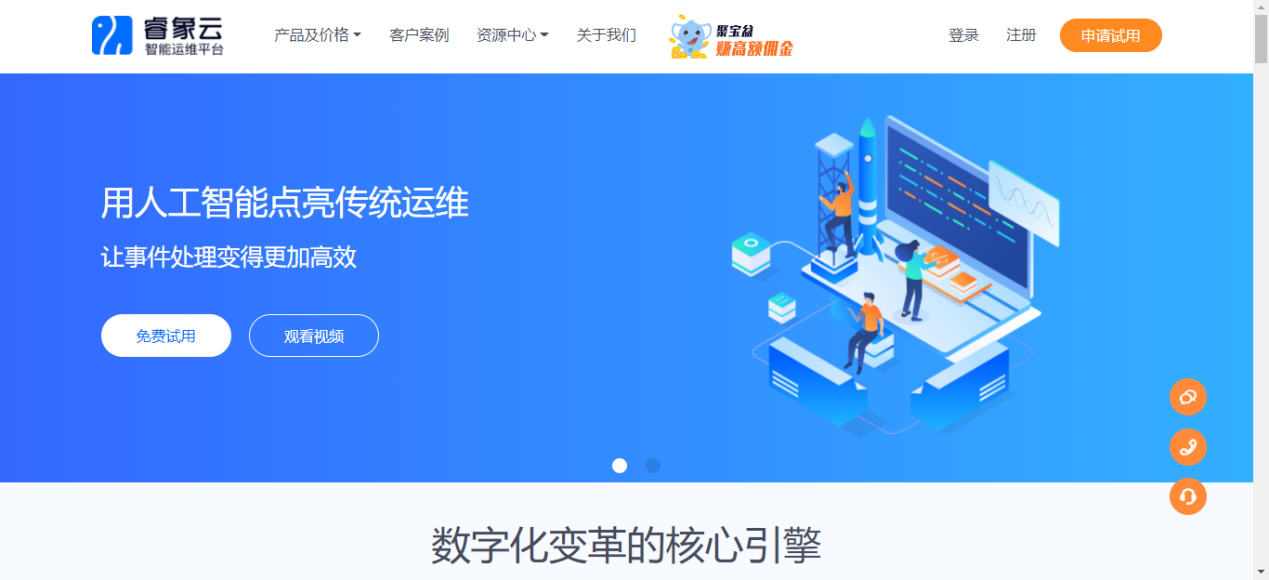 睿象云
智能运维平台
产品及价格
客户案例
资源中心
关于我们
聚宝盆
赚高额佣金
登录
注册
申请试用
用人工智能点亮传统运维
让事件处理变得更加高效
免费试用
观看视频
数字化变革的核心引擎